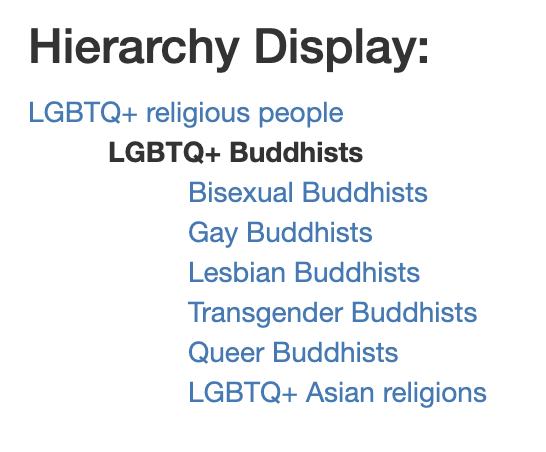 Hierarchy Display:
LGBTQ+ religious people
LGBTQ+ Buddhists
Bisexual Buddhists
Gay Buddhists
Lesbian Buddhists
Transgender Buddhists
Queer Buddhists
LGBTQ+ Asian religions